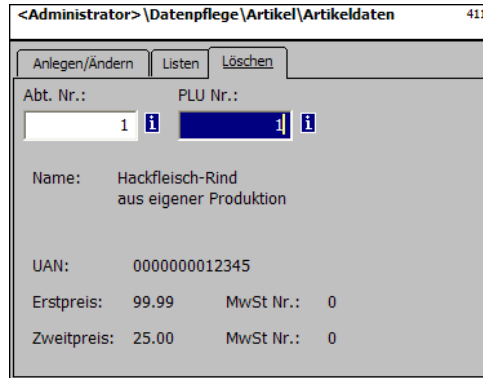 <Administrator>\Datenpflege\Artikel\Artikeldaten 411
Anlegen/Ändern Listen Löschen
Abt. Nr.: PLU Nr.:
1 i 1 i
Name: Hackfleisch-Rind
aus eigener Produktion
UAN: 0000000012345
Erstpreis: 99.99 MwSt Nr.: 0
Zweitpreis: 25.00 MwSt Nr.: 0